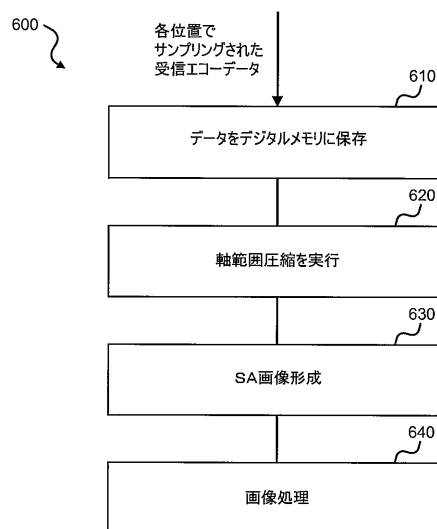 600
各位置で
サンプリングされた
受信エコーデータ
610
データをデジタルメモリに保存
620
軸範囲圧縮を実行
630
SA画像形成
640
画像処理